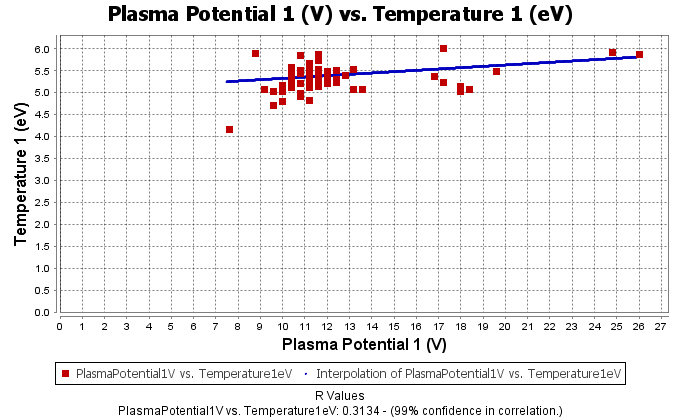 Plasma Potential 1 (V) vs. Temperature 1 (eV)
Temperature 1 (eV)
6.0
5.5
5.0
4.5
4.0
3.5
3.0
2.5
2.0
1.5
1.0
0.5
0.0
0 1 2 3 4 5 6 7 8 9 10 11 12 13 14 15 16 17 18 19 20 21 22 23 24 25 26 27
Plasma Potential 1 (V)
PlasmaPotential1V vs. Temperature1eV
Interpolation of PlasmaPotential1V vs. Temperature1eV
R Values
PlasmaPotential1V vs. Temperature1eV: 0.3134 - (99% confidence in correlation.)